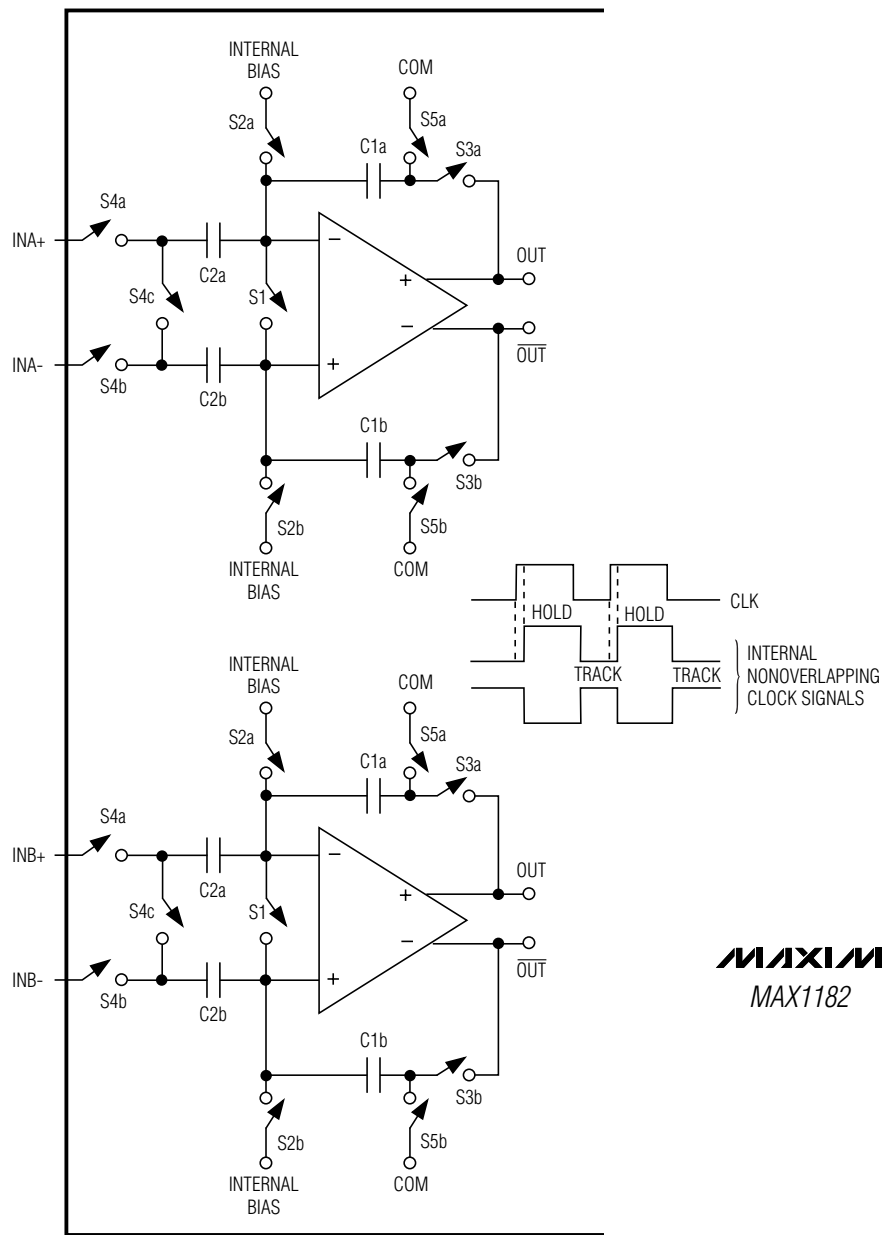 INTERNAL
BIAS
COM
S2a
S5a
C1a
S3a
S4a
INA+
C2a
−
+
OUT
S4c
S1
−
OUT
INA-
+
S4b
C2b
C1b
S3b
S2b
S5b
INTERNAL
BIAS
COM
CLK
HOLD
HOLD
TRACK
TRACK
INTERNAL
NONOVERLAPPING
CLOCK SIGNALS
INTERNAL
BIAS
COM
S2a
S5a
C1a
S3a
S4a
INB+
C2a
−
+
OUT
S4c
S1
−
OUT
INB-
+
S4b
C2b
C1b
S3b
S2b
S5b
INTERNAL
BIAS
COM
MAXIM
MAX1182